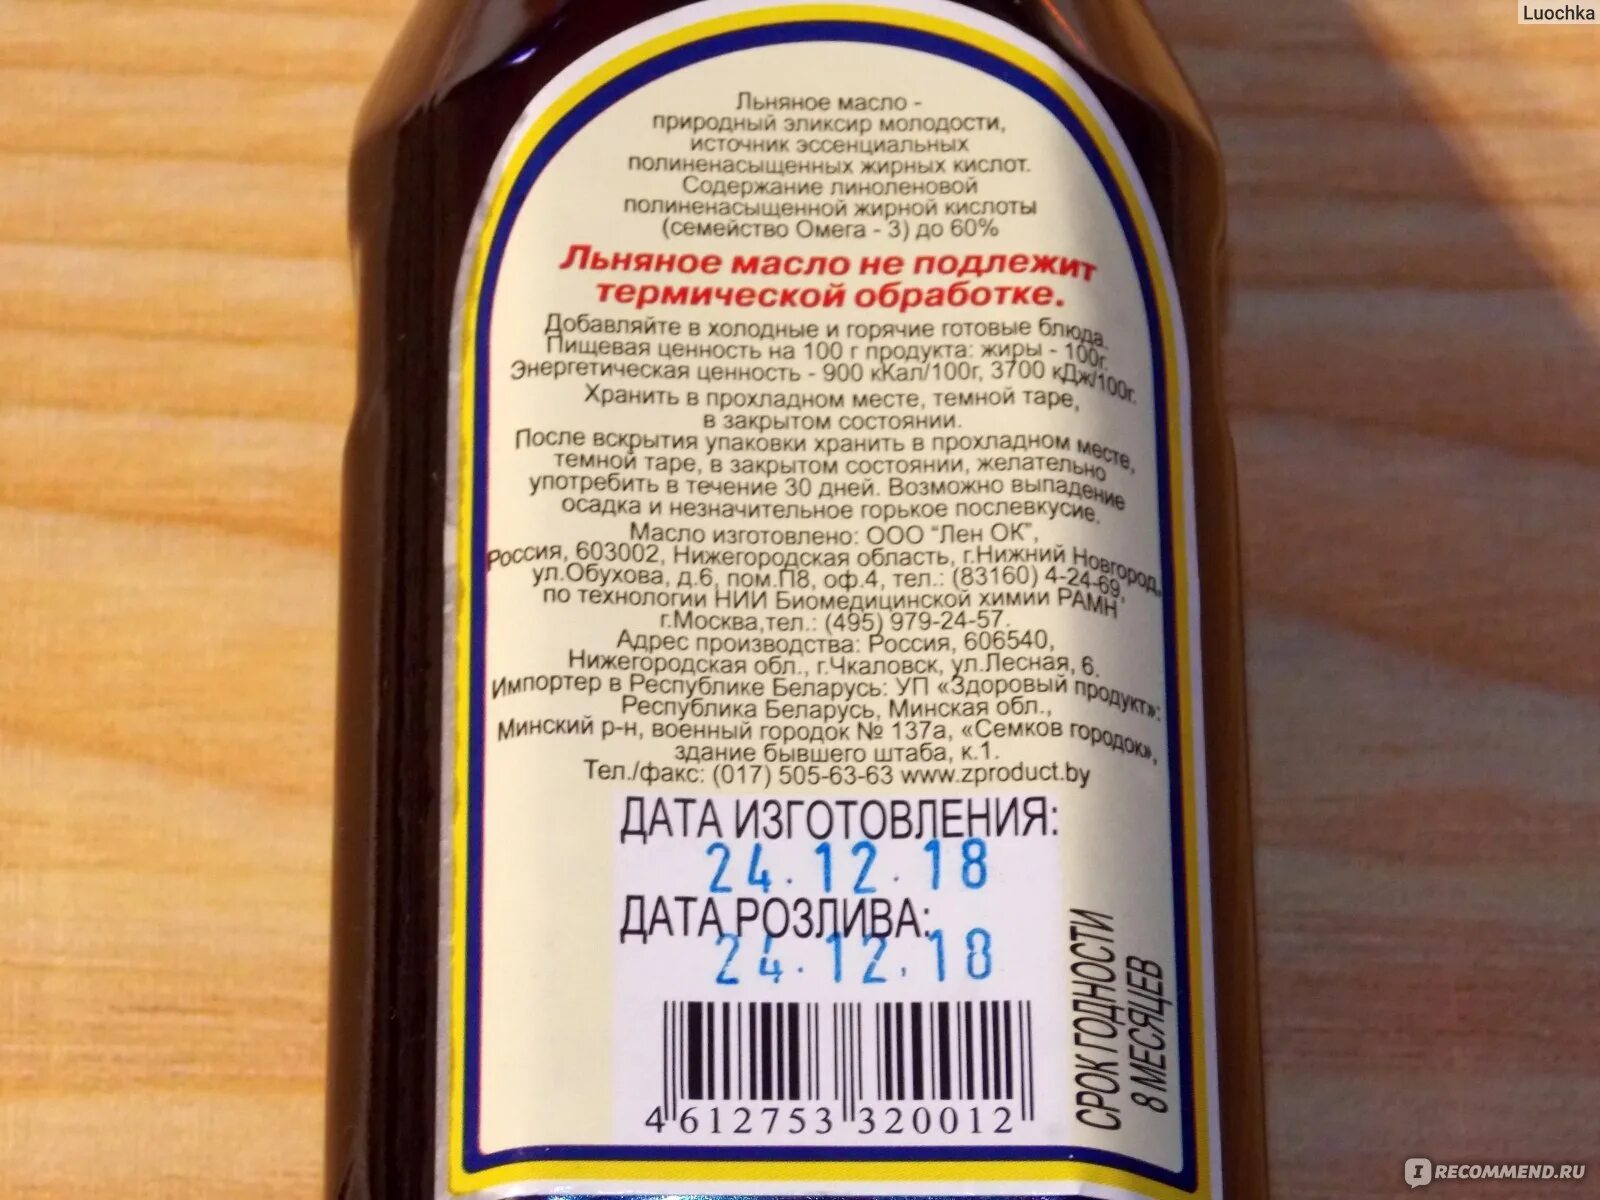 Luochka
Льняное масло -
природный эликсир молодости,
источник эссенциальных
полиненасыщенных жирных кислот.
Содержание линоленовой
полиненасыщенной жирной кислоты
(семейство Омега - 3) до 60%
Льняное масло не подлежит
термической обработке.
Добавляйте в холодные и горячие готовые блюда.
Пищевая ценность на 100 г продукта: жиры - 100г.
Энергетическая ценность - 900 кКал/100г, 3700 кДж/100г.
Хранить в прохладном месте, темной таре,
в закрытом состоянии.
После вскрытия упаковки хранить в прохладном месте,
темной таре, в закрытом состоянии, желательно
употребить в течение 30 дней. Возможно выпадение
осадка и незначительное горькое послевкусие.
Масло изготовлено: ООО "Лен ОК",
Россия, 603002, Нижегородская область, г.Нижний Новгород,
ул.Обухова, д.6, пом.П8, оф.4, тел.: (83160) 4-24-69,
по технологии НИИ Биомедицинской химии РАМН
г.Москва,тел.: (495) 979-24-57.
Адрес производства: Россия, 606540,
Нижегородская обл., г.Чкаловск, ул.Лесная, 6.
Импортер в Республике Беларусь: УП «Здоровый продукт»:
Республика Беларусь, Минская обл.,
Минский р-н, военный городок № 137а, «Семков городок»,
здание бывшего штаба, к.1.
Тел./факс: (017) 505-63-63 www.zproduct.by
ДАТА ИЗГОТОВЛЕНИЯ:
24.12.18
ДАТА РОЗЛИВА:
24.12.18
СРОК ГОДНОСТИ
8 МЕСЯЦЕВ
4 612753 320012
IRECOMMEND.RU